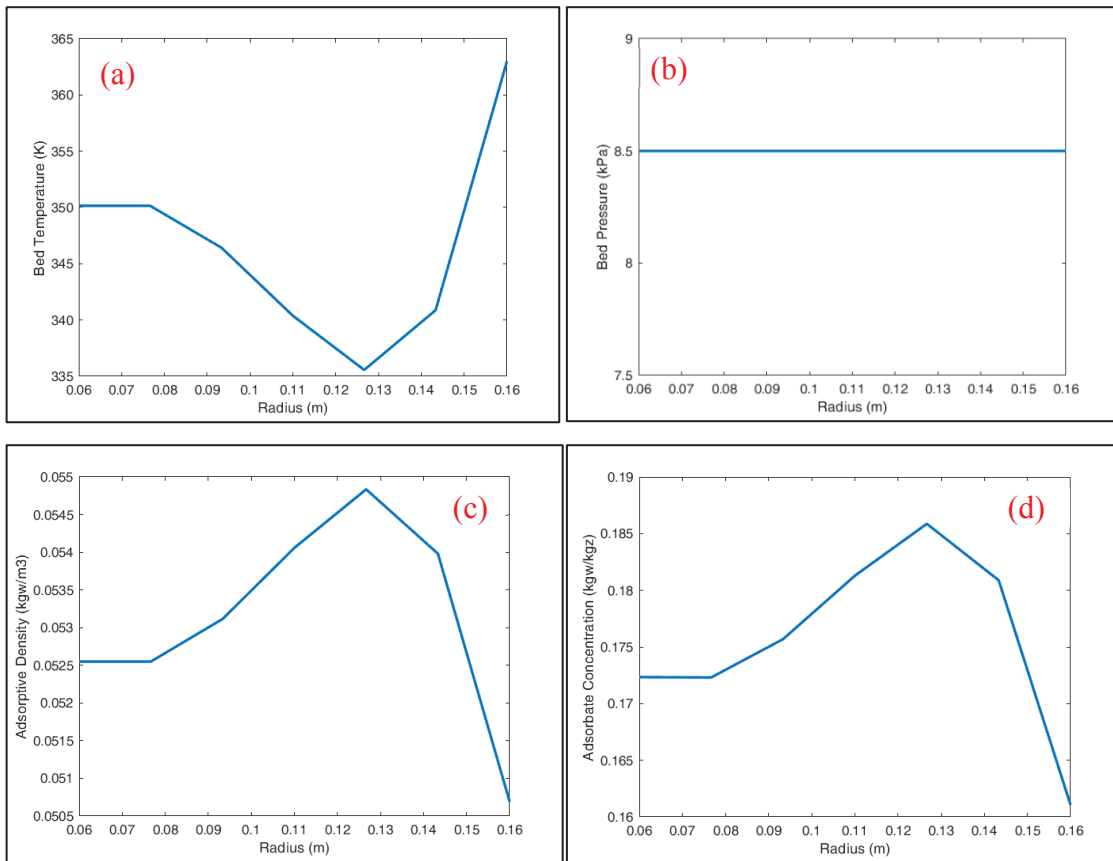 (a)
Bed Temperature (K)
365
360
355
350
345
340
335
0.06 0.07 0.08 0.09 0.1 0.11 0.12 0.13 0.14 0.15 0.16
Radius (m)
(b)
Bed Pressure (kPa)
9
8.5
8
7.5
0.06 0.07 0.08 0.09 0.1 0.11 0.12 0.13 0.14 0.15 0.16
Radius (m)
(c)
Adsorptive Density (kgw/m3)
0.055
0.0545
0.054
0.0535
0.053
0.0525
0.052
0.0515
0.051
0.0505
0.06 0.07 0.08 0.09 0.1 0.11 0.12 0.13 0.14 0.15 0.16
Radius (m)
(d)
Adsorbate Concentration (kgw/kgz)
0.19
0.185
0.18
0.175
0.17
0.165
0.16
0.06 0.07 0.08 0.09 0.1 0.11 0.12 0.13 0.14 0.15 0.16
Radius (m)